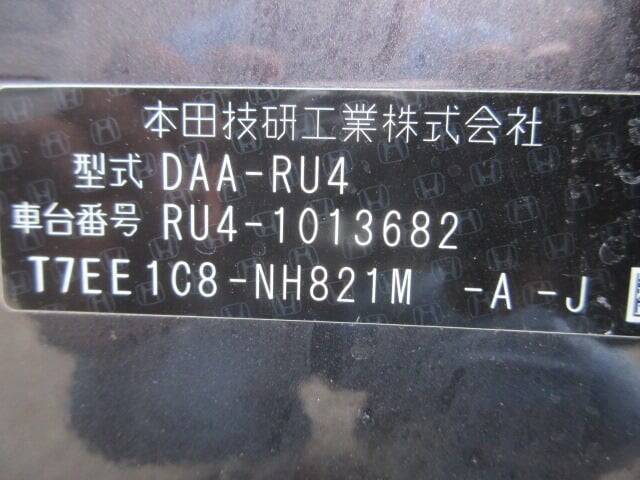 本田技研工業株式会社
型式 DAA-RU4
車台番号 RU4-1013682
T7EE1C8-NH821M -A -J